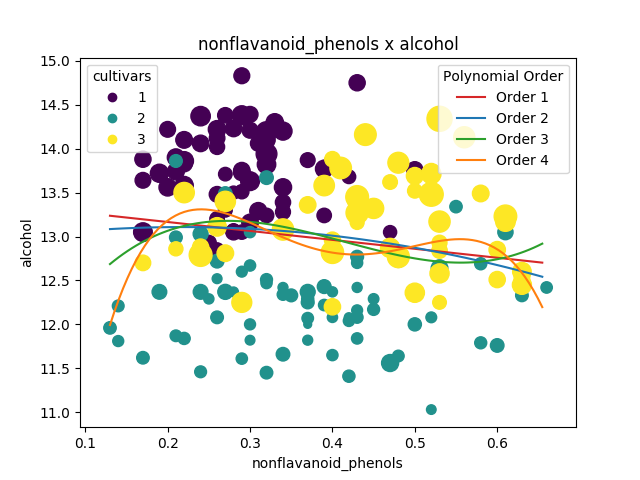 nonflavanoid_phenols x alcohol
cultivars
1
2
3
Polynomial Order
Order 1
Order 2
Order 3
Order 4
15.0
14.5
14.0
13.5
13.0
12.5
12.0
11.5
11.0
alcohol
0.1 0.2 0.3 0.4 0.5 0.6
nonflavanoid_phenols